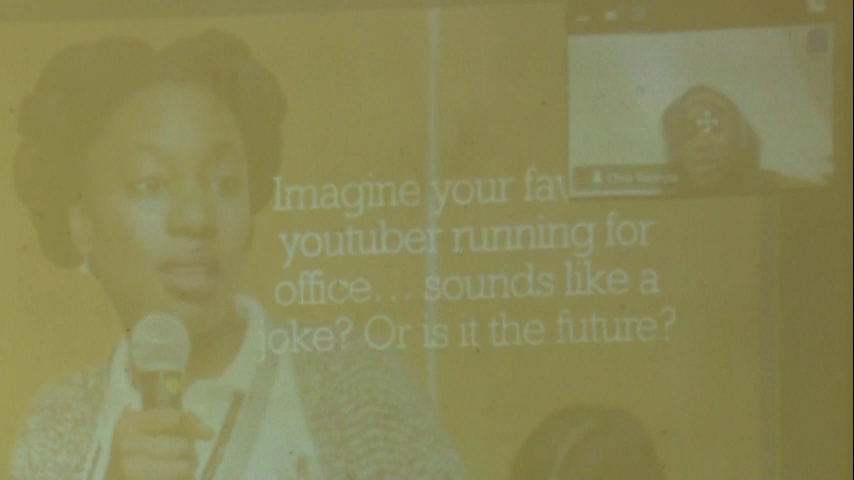 Imagine your fav
youtuber running for
office... sounds like a
joke? Or is it the future?